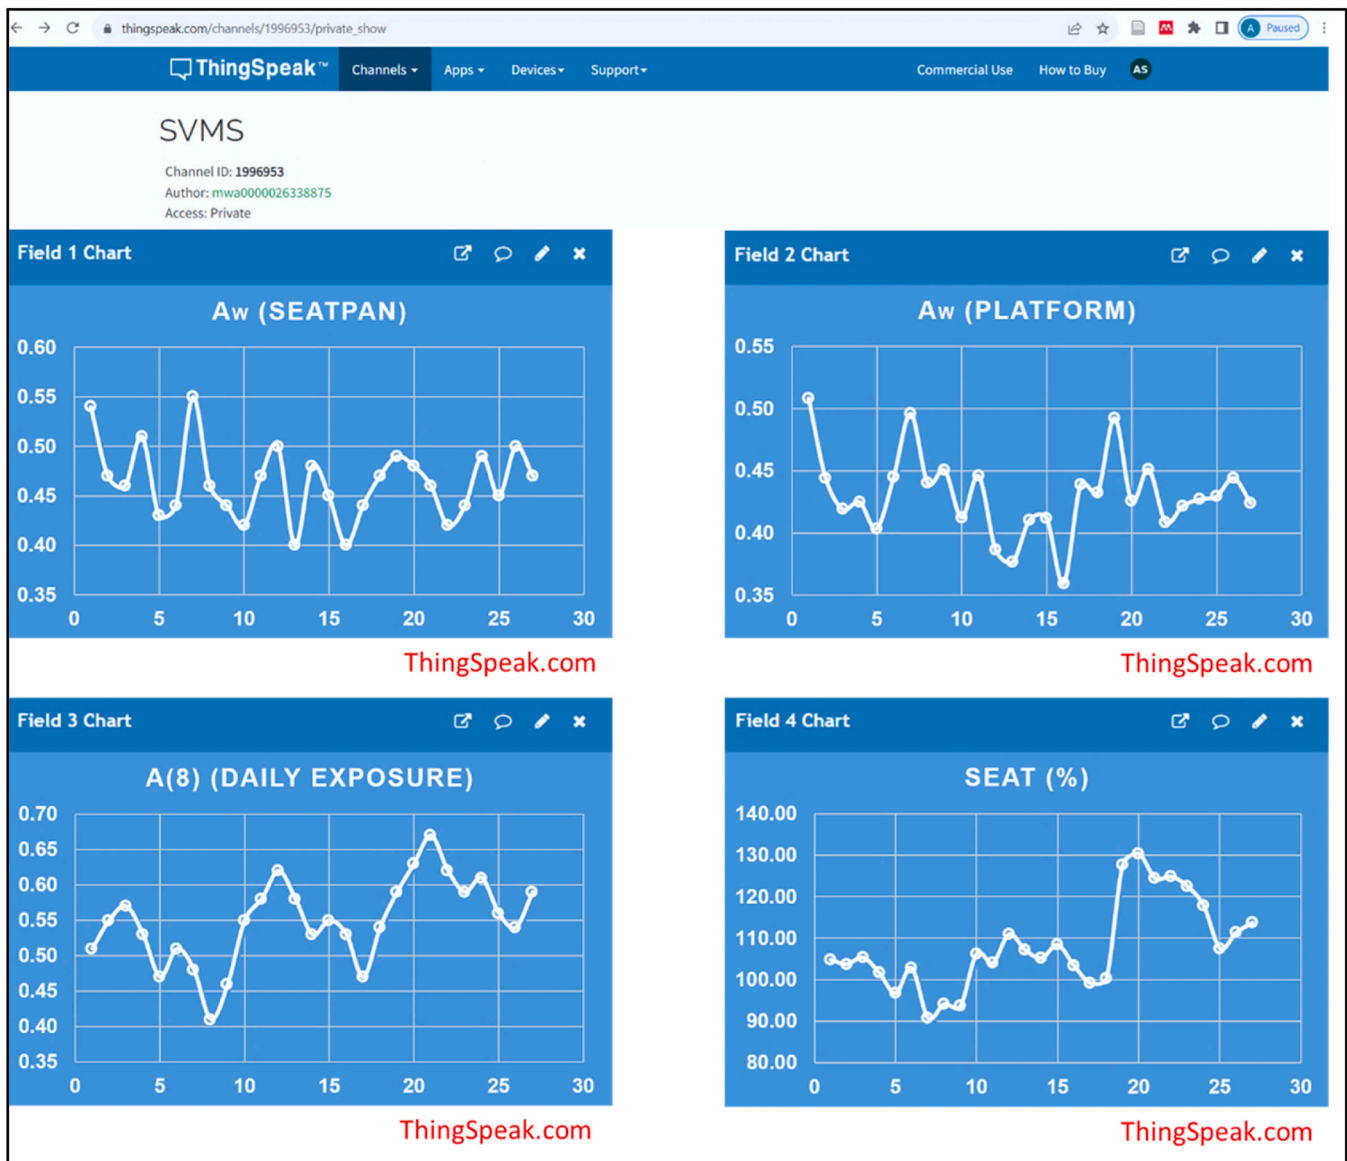 thingspeak.com/channels/1996953/private_show
A Paused
ThingSpeak™ Channels Apps Devices Support Commercial Use How to Buy AS
SVMS
Channel ID: 1996953
Author: mwa0000026338875
Access: Private
Field 1 Chart
AW (SEATPAN)
0.60
0.55
0.50
0.45
0.40
0.35
0 5 10 15 20 25 30
ThingSpeak.com
Field 2 Chart
AW (PLATFORM)
0.55
0.50
0.45
0.40
0.35
0 5 10 15 20 25 30
ThingSpeak.com
Field 3 Chart
A(8) (DAILY EXPOSURE)
0.70
0.65
0.60
0.55
0.50
0.45
0.40
0.35
0 5 10 15 20 25 30
ThingSpeak.com
Field 4 Chart
SEAT (%)
140.00
130.00
120.00
110.00
100.00
90.00
80.00
0 5 10 15 20 25 30
ThingSpeak.com